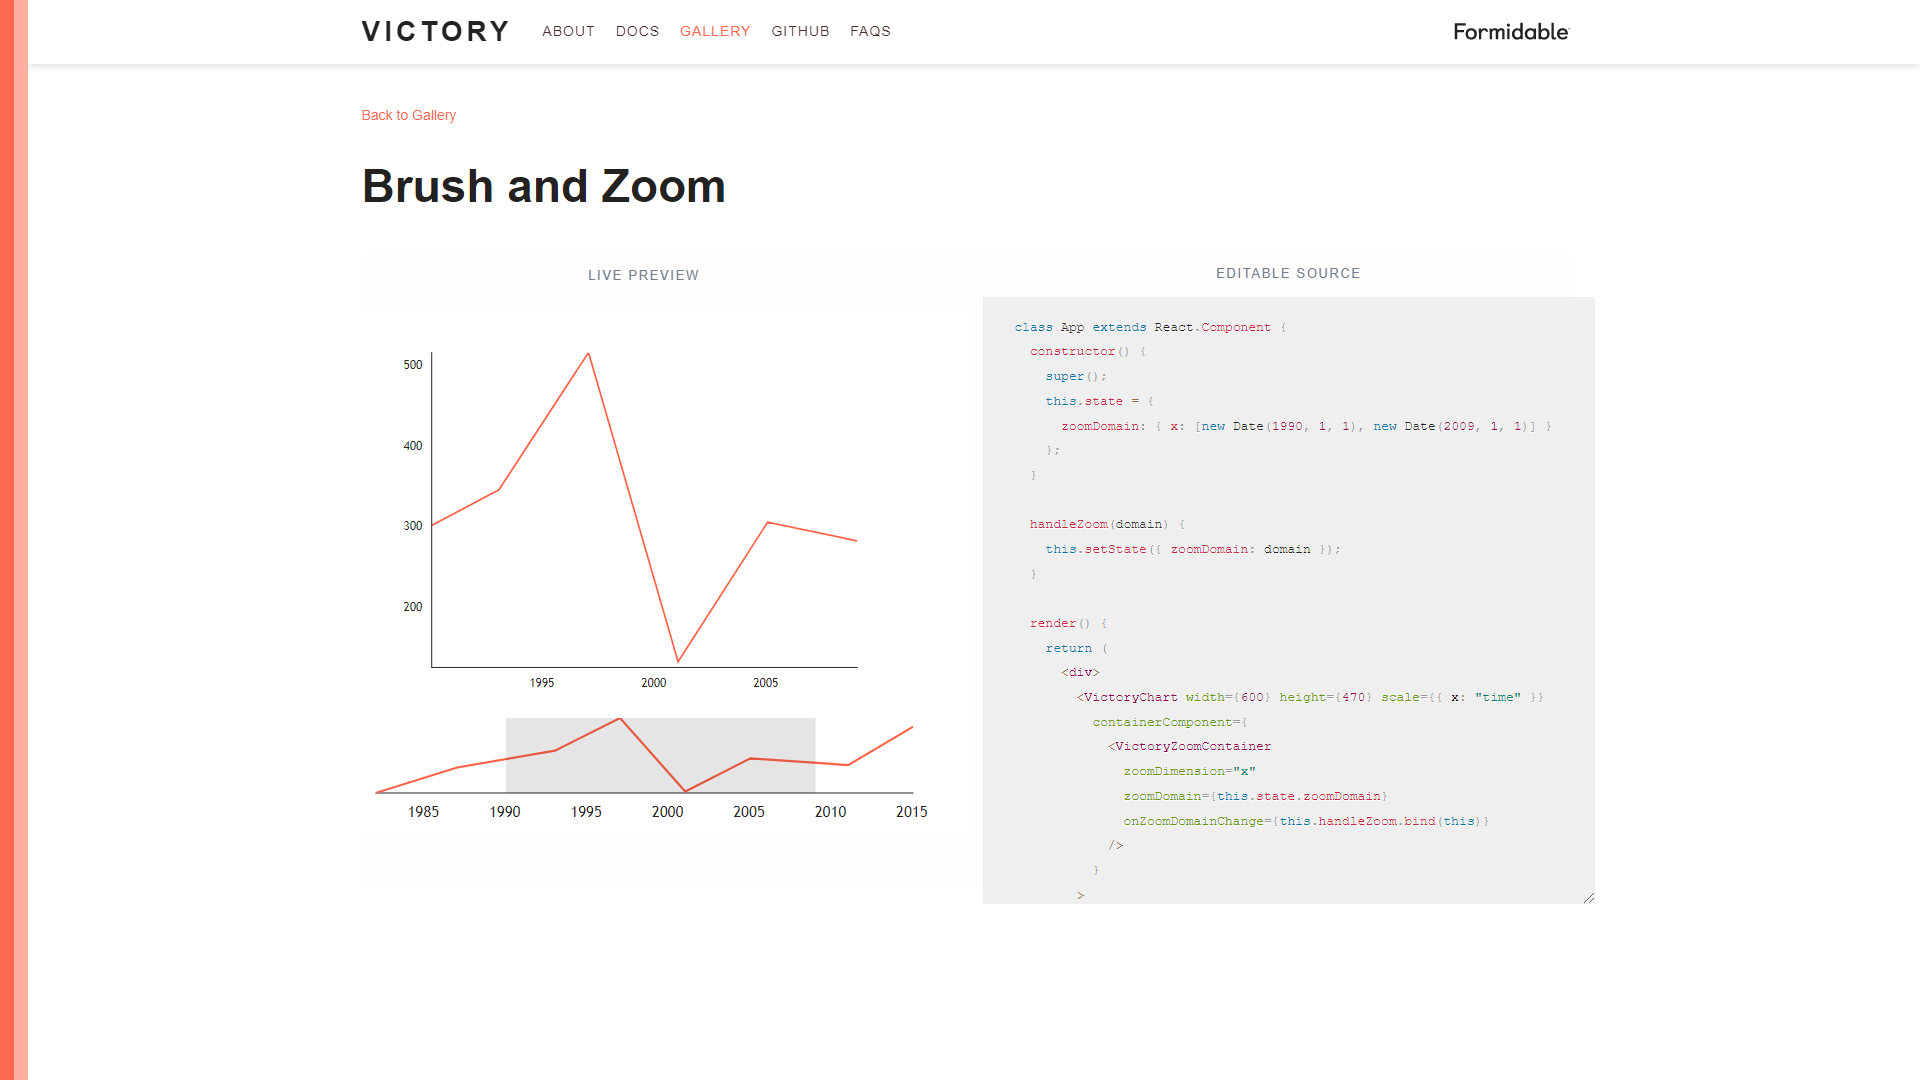 VICTORY
ABOUT DOCS GALLERY GITHUB FAQS
Formidable
Back to Gallery
Brush and Zoom
LIVE PREVIEW
500
400
300
200
1995 2000 2005
1985 1990 1995 2000 2005 2010 2015
EDITABLE SOURCE
class App extends React.Component {
constructor() {
super();
this.state = {
zoomDomain: { x: [new Date(1990, 1, 1), new Date(2009, 1, 1)] }
};
}
handleZoom(domain) {
this.setState({ zoomDomain: domain });
}
render() {
return (
<div>
<VictoryChart width={600} height={470} scale={{ x: "time" }}
containerComponent={
<VictoryZoomContainer
zoomDimension="x"
zoomDomain={this.state.zoomDomain}
onZoomDomainChange={this.handleZoom.bind(this)}
/>
}
>